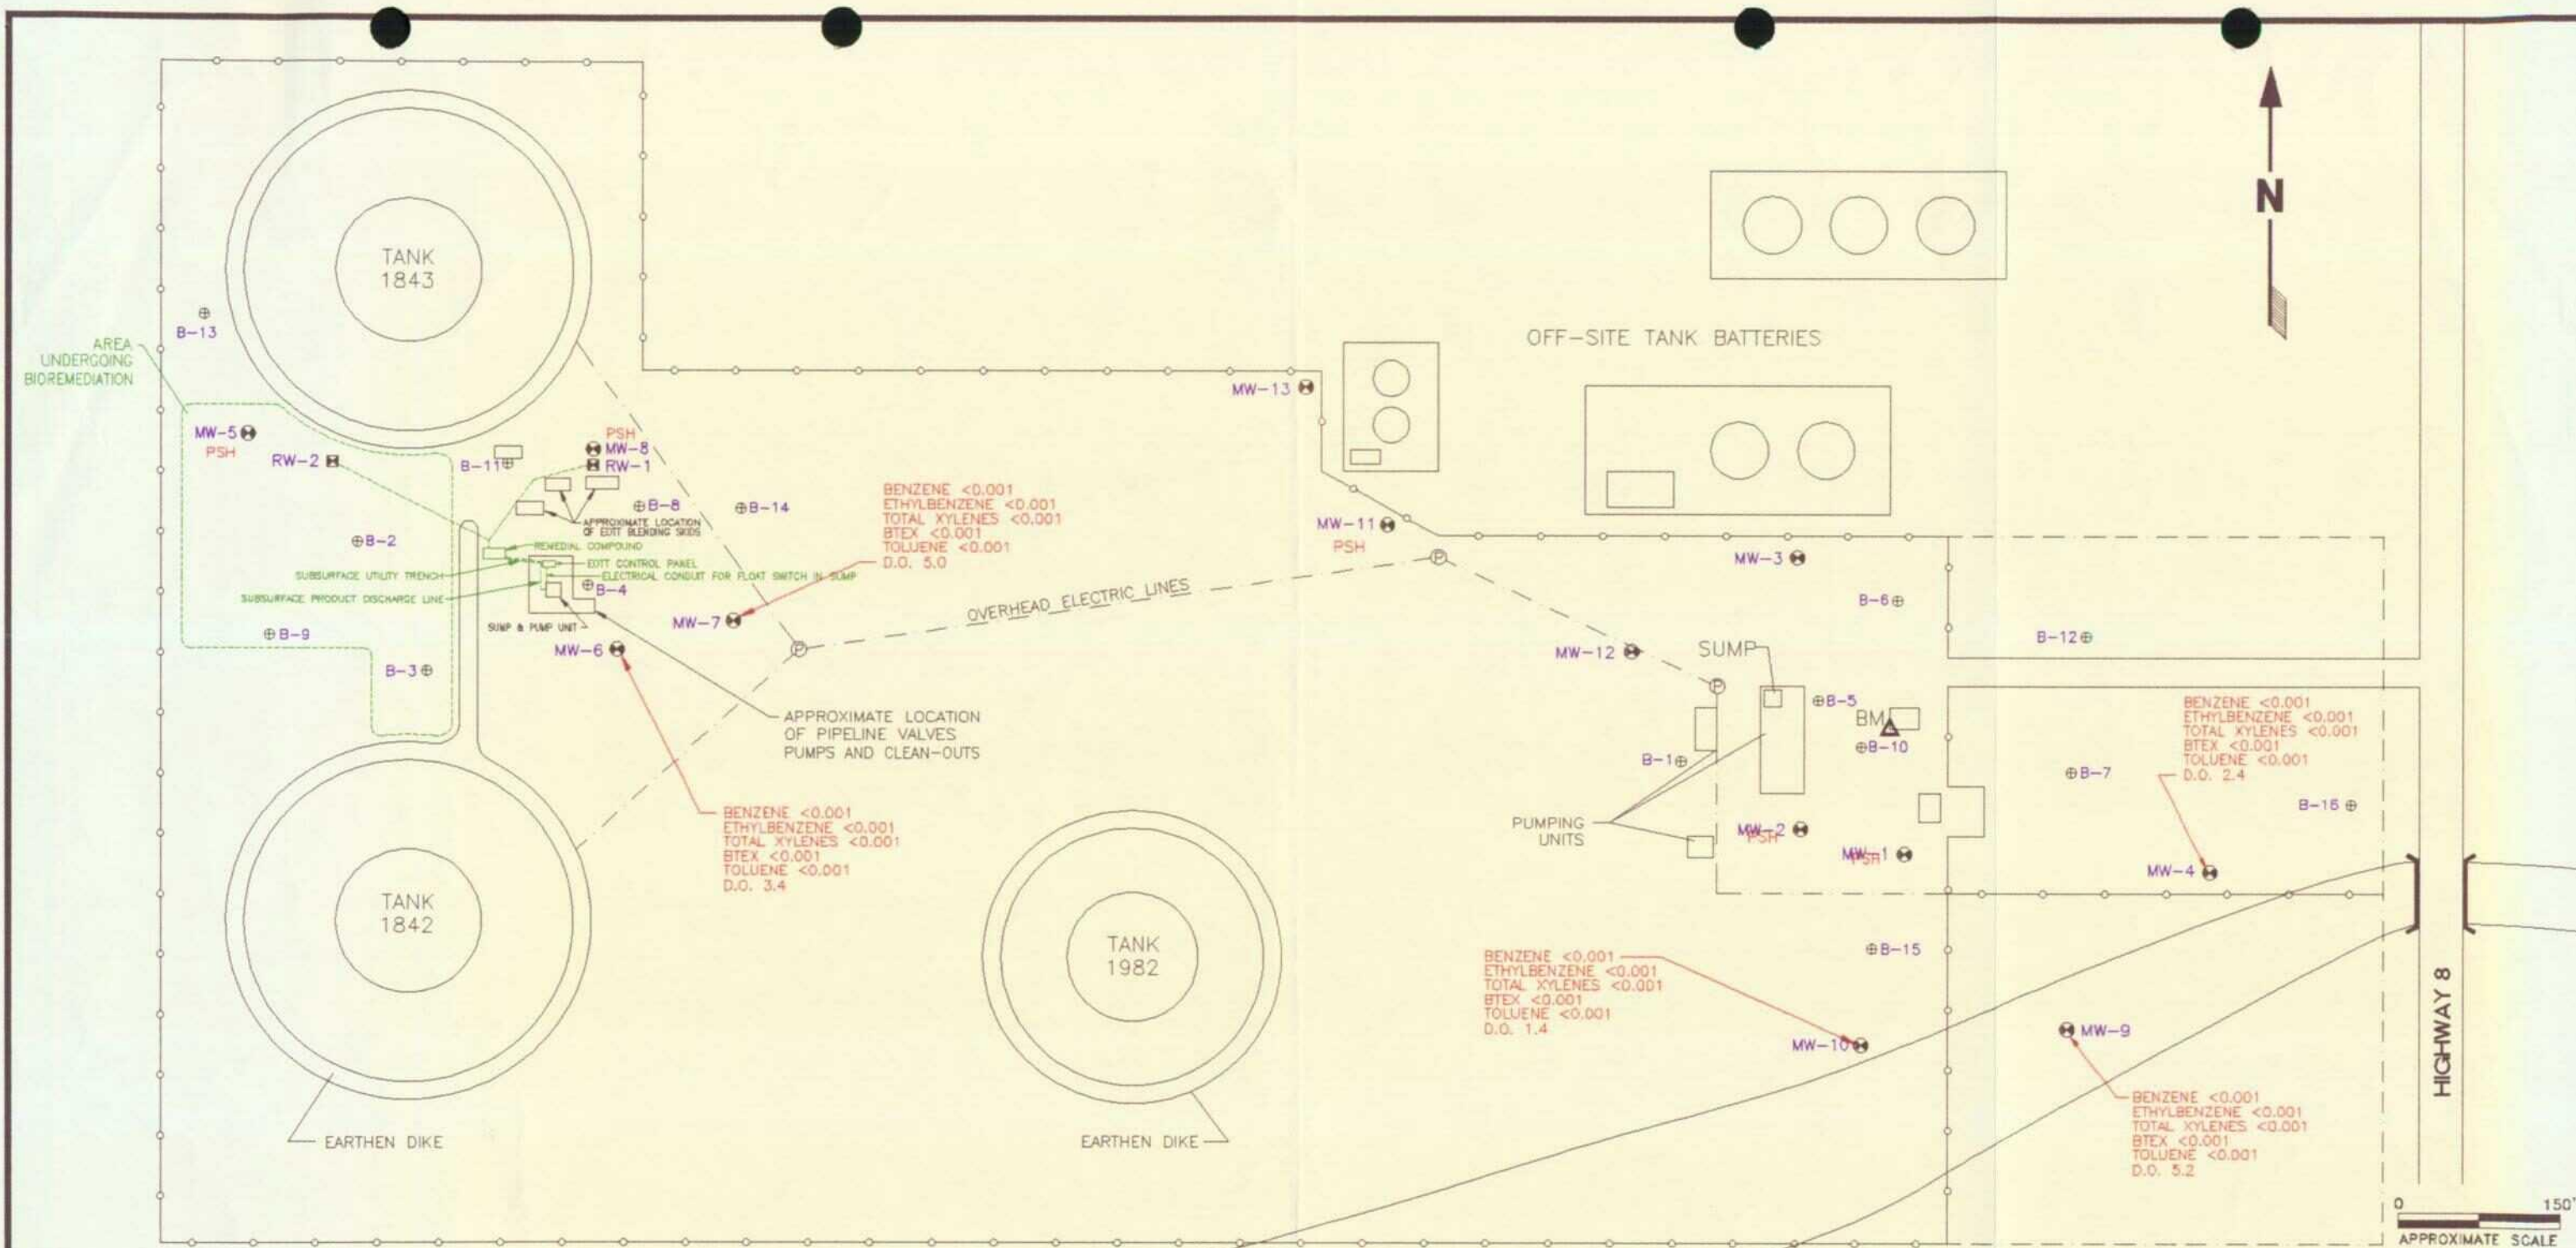 TANK
1843
B-13
AREA
UNDERGOING
BIOREMEDIATION
MW-5
PSH
RW-2
B-11
PSH
MW-8
RW-1
B-8
B-14
APPROXIMATE LOCATION
OF EOTT BLENDING SKIDS
B-2
REMEDIAL COMPOUND
SUBSURFACE UTILITY TRENCH
EOTT CONTROL PANEL
ELECTRICAL CONDUIT FOR FLOAT SWITCH IN SUMP
SUBSURFACE PRODUCT DISCHARGE LINE
B-4
SUMP & PUMP UNIT
B-9
B-3
MW-6
MW-7
BENZENE <0.001
ETHYLBENZENE <0.001
TOTAL XYLENES <0.001
BTEX <0.001
TOLUENE <0.001
D.O. 5.0
OVERHEAD ELECTRIC LINES
P
P
P
APPROXIMATE LOCATION
OF PIPELINE VALVES
PUMPS AND CLEAN-OUTS
BENZENE <0.001
ETHYLBENZENE <0.001
TOTAL XYLENES <0.001
BTEX <0.001
TOLUENE <0.001
D.O. 3.4
TANK
1842
EARTHEN DIKE
TANK
1982
EARTHEN DIKE
MW-13
OFF-SITE TANK BATTERIES
N
MW-11
PSH
MW-3
B-6
B-12
MW-12
SUMP
B-5
BM
B-10
B-1
PUMPING
UNITS
MW-2
PSH
MW-1
PSH
B-7
B-16
BENZENE <0.001
ETHYLBENZENE <0.001
TOTAL XYLENES <0.001
BTEX <0.001
TOLUENE <0.001
D.O. 2.4
MW-4
B-15
BENZENE <0.001
ETHYLBENZENE <0.001
TOTAL XYLENES <0.001
BTEX <0.001
TOLUENE <0.001
D.O. 1.4
MW-10
MW-9
BENZENE <0.001
ETHYLBENZENE <0.001
TOTAL XYLENES <0.001
BTEX <0.001
TOLUENE <0.001
D.O. 5.2
HIGHWAY 8
0 150'
APPROXIMATE SCALE